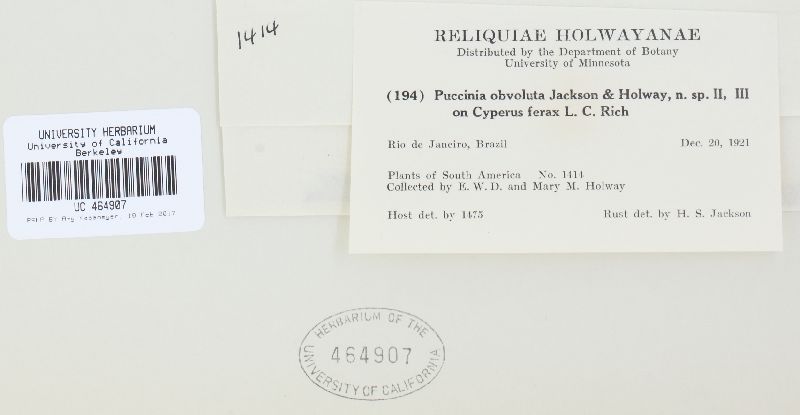 1414
RELIQUIAE HOLWAYANAE
Distributed by the Department of Botany
University of Minnesota
(194) Puccinia obvoluta Jackson & Holway, n. sp. II, III
on Cyperus ferax L. C. Rich
Rio de Janeiro, Brazil Dec. 20, 1921
Plants of South America No. 1414
Collected by E. W. D. and Mary M. Holway
Host det. by 1475 Rust det. by H. S. Jackson
UNIVERSITY HERBARIUM
University of California
Berkeley
UC 464907
19 Feb 2017
HERBARIUM OF THE
464907
UNIVERSITY OF CALIFORNIA